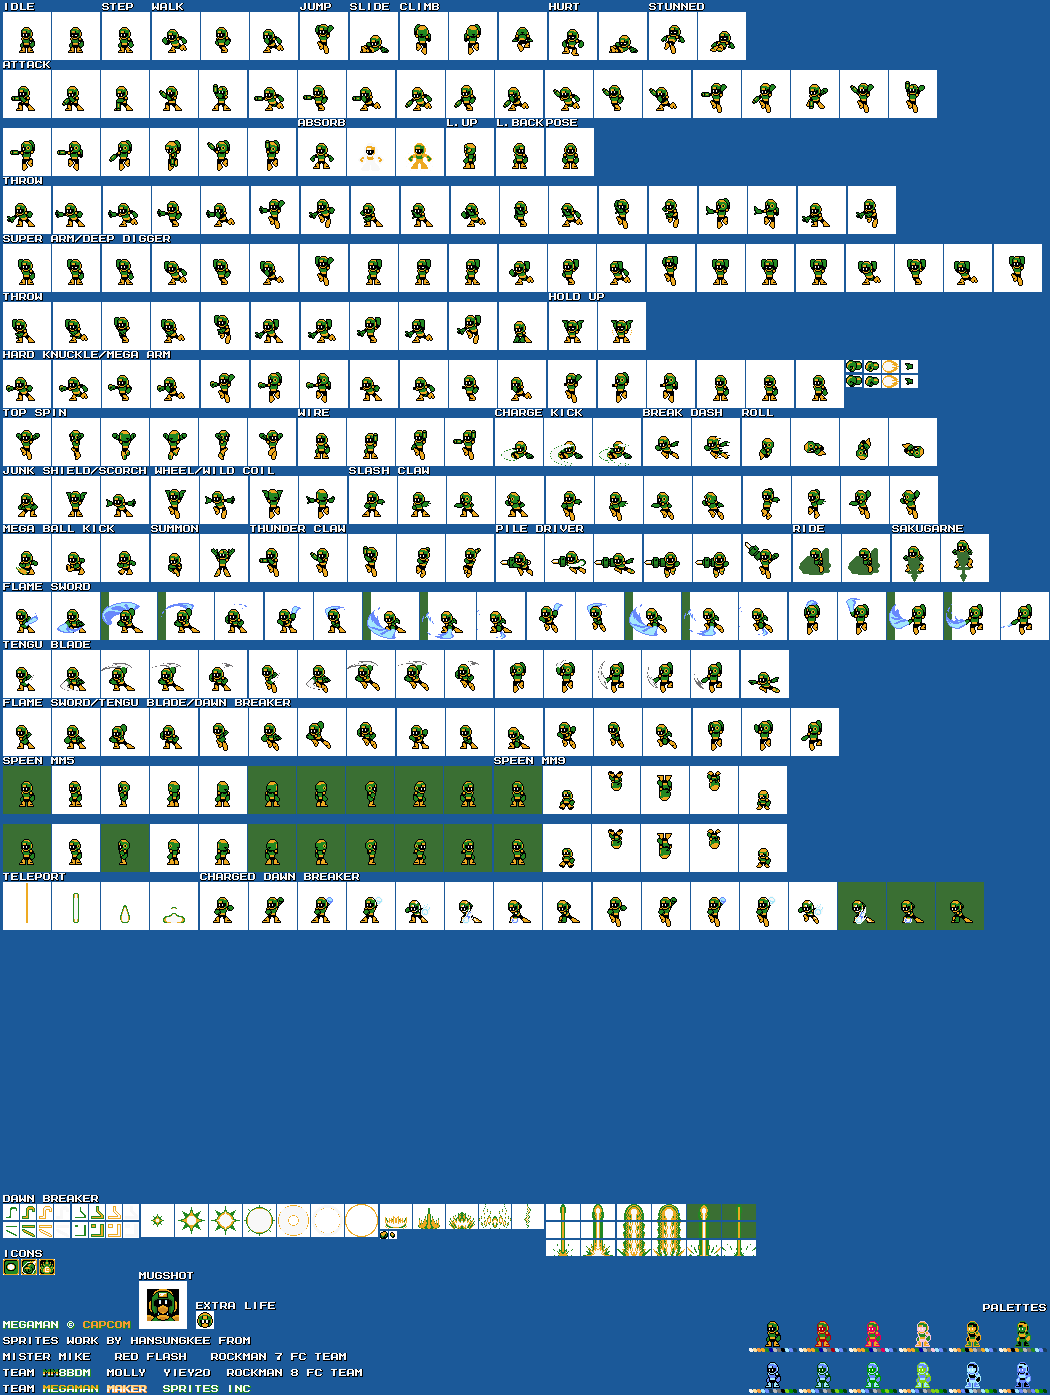 IDLE STEP WALK JUMP SLIDE CLIMB HURT STUNNED
ATTACK
ABSORB L.UP L.BACK POSE
THROW
SUPER ARM/DEEP DIGGER
THROW HOLD UP
HARD KNUCKLE/MEGA ARM
TOP SPIN WIRE CHARGE KICK BREAK DASH ROLL
JUNK SHIELD/SCORCH WHEEL/WILD COIL SLASH CLAW
MEGA BALL KICK SUMMON THUNDER CLAW PILE DRIVER RIDE SAKUGARNE
FLAME SWORD
TENGU BLADE
FLAME SWORD/TENGU BLADE/DAWN BREAKER
SPEEN MM5 SPEEN MM9
TELEPORT CHARGED DAWN BREAKER
DAWN BREAKER
ICONS
MUGSHOT
EXTRA LIFE
PALETTES
MEGAMAN © CAPCOM
SPRITES WORK BY HANSUNGKEE FROM
MISTER MIKE RED FLASH ROCKMAN 7 FC TEAM
TEAM MM8BDM MOLLY YIEY20 ROCKMAN 8 FC TEAM
TEAM MEGAMAN MAKER SPRITES INC